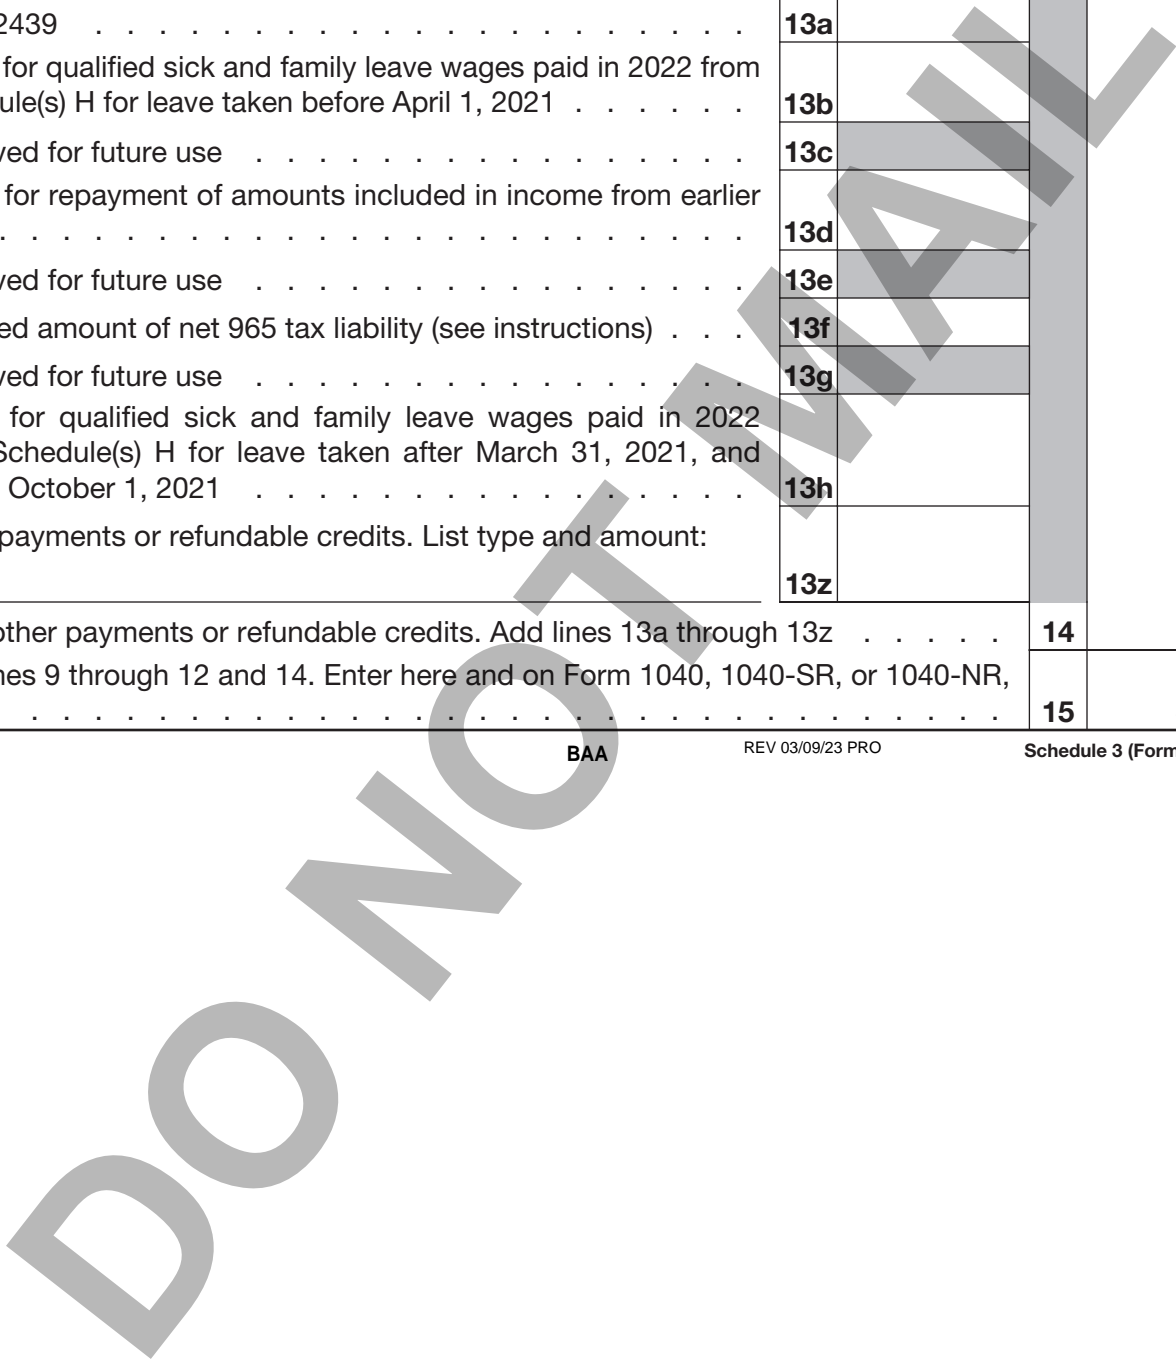 2439 . . . . . . . . . . . . . . . . . . . . . 13a
for qualified sick and family leave wages paid in 2022 from
ule(s) H for leave taken before April 1, 2021 . . . . . . 13b
ved for future use . . . . . . . . . . . . . . . . 13c
for repayment of amounts included in income from earlier
. . . . . . . . . . . . . . . . . . . . . . . . 13d
ved for future use . . . . . . . . . . . . . . . . 13e
ed amount of net 965 tax liability (see instructions) . . . 13f
ved for future use . . . . . . . . . . . . . . . . 13g
for qualified sick and family leave wages paid in 2022
Schedule(s) H for leave taken after March 31, 2021, and
October 1, 2021 . . . . . . . . . . . . . . . . 13h
payments or refundable credits. List type and amount:
13z
other payments or refundable credits. Add lines 13a through 13z . . . . . 14
nes 9 through 12 and 14. Enter here and on Form 1040, 1040-SR, or 1040-NR,
. . . . . . . . . . . . . . . . . . . . . . . . . . . . . . . 15
BAA REV 03/09/23 PRO Schedule 3 (Form
DO NOT MAIL